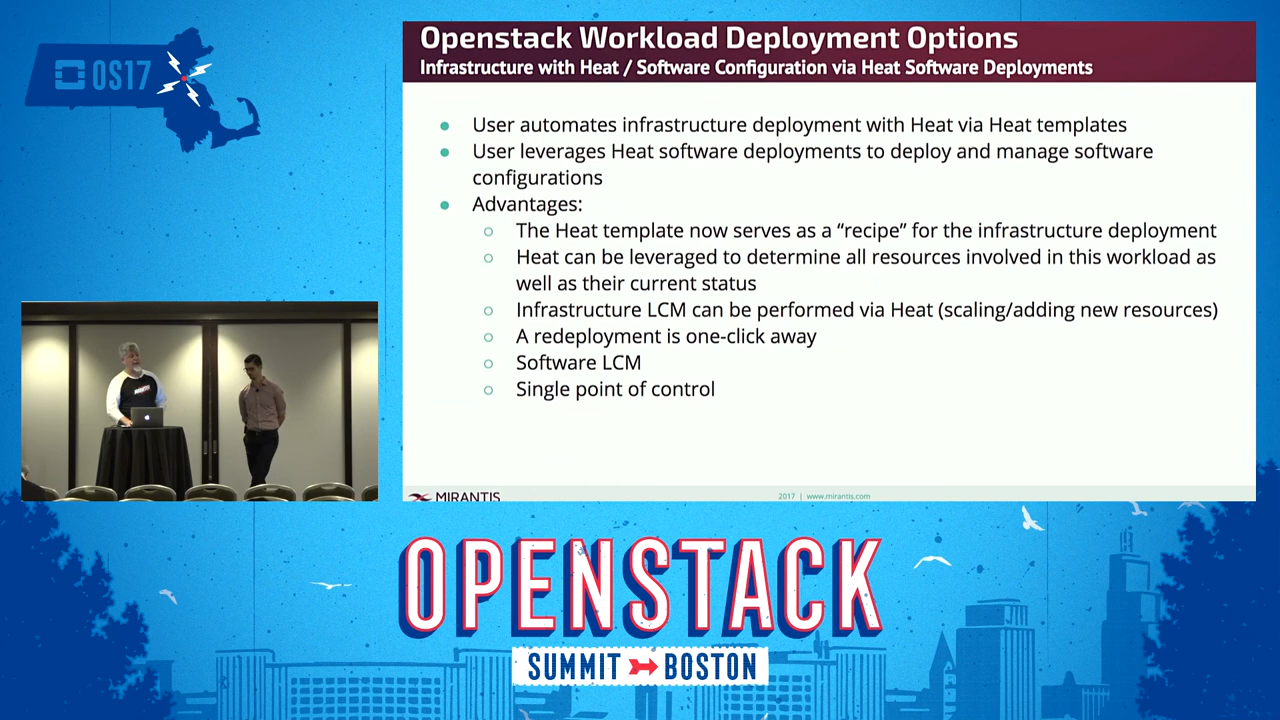 OS17
Openstack Workload Deployment Options
Infrastructure with Heat / Software Configuration via Heat Software Deployments
User automates infrastructure deployment with Heat via Heat templates
User leverages Heat software deployments to deploy and manage software
configurations
Advantages:
The Heat template now serves as a “recipe” for the infrastructure deployment
Heat can be leveraged to determine all resources involved in this workload as
well as their current status
Infrastructure LCM can be performed via Heat (scaling/adding new resources)
A redeployment is one-click away
Software LCM
Single point of control
MIRANTIS
2017 | www.mirantis.com
OPENSTACK
SUMMIT BOSTON